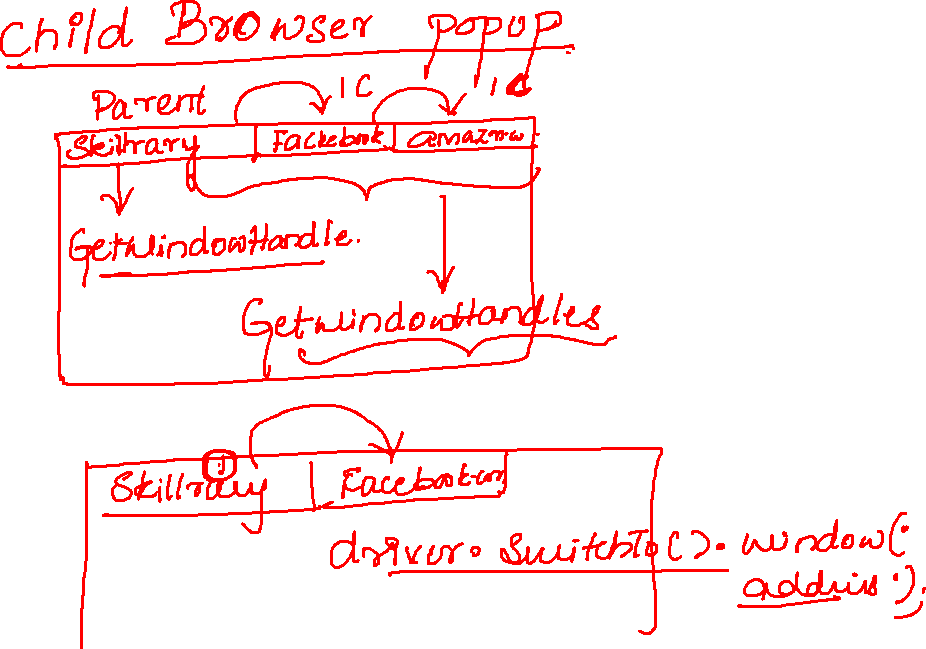 Child Browser popup
1C 1C
Parent
Skillrary Facebook amazon
GetwindowHandle.
GetwindowHandles
Skillrary Facebook
driver. SwitchTo(). window('
address');